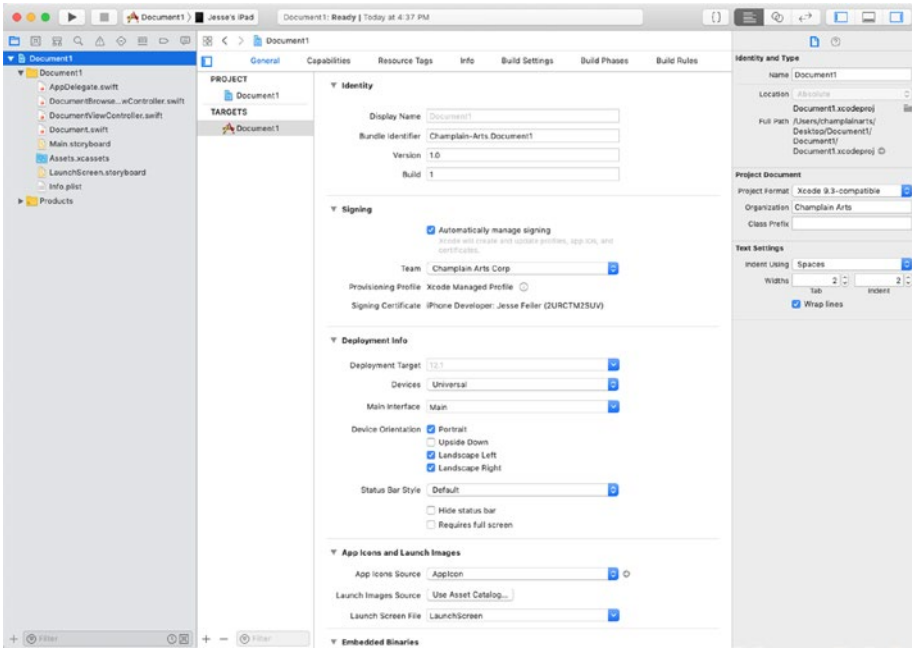 Document1 〉 Jesse's iPad
Document1: Ready | Today at 4:37 PM
Document1
Document1
AppDelegate.swift
DocumentBrowse...wController.swift
DocumentViewController.swift
Document.swift
Main.storyboard
Assets.xcassets
LaunchScreen.storyboard
Info.plist
Products
Filter
Document1
General Capabilities Resource Tags Info Build Settings Build Phases Build Rules
PROJECT
Document1
TARGETS
Document1
Filter
Identity
Display Name Document1
Bundle Identifier Champlain-Arts.Document1
Version 1.0
Build 1
Signing
Automatically manage signing
Xcode will create and update profiles, app IDs, and
certificates.
Team Champlain Arts Corp
Provisioning Profile Xcode Managed Profile
Signing Certificate iPhone Developer: Jesse Feiler (2URCTM2SUV)
Deployment Info
Deployment Target 12.1
Devices Universal
Main Interface Main
Device Orientation Portrait
Upside Down
Landscape Left
Landscape Right
Status Bar Style Default
Hide status bar
Requires full screen
App Icons and Launch Images
App Icons Source AppIcon
Launch Images Source Use Asset Catalog...
Launch Screen File LaunchScreen
Embedded Binaries
Identity and Type
Name Document1
Location Absolute
Document1.xcodeproj
Full Path /Users/champlainarts/
Desktop/Document1/
Document1/
Document1.xcodeproj
Project Document
Project Format Xcode 9.3-compatible
Organization Champlain Arts
Class Prefix
Text Settings
Indent Using Spaces
Widths 2 2
Tab Indent
Wrap lines